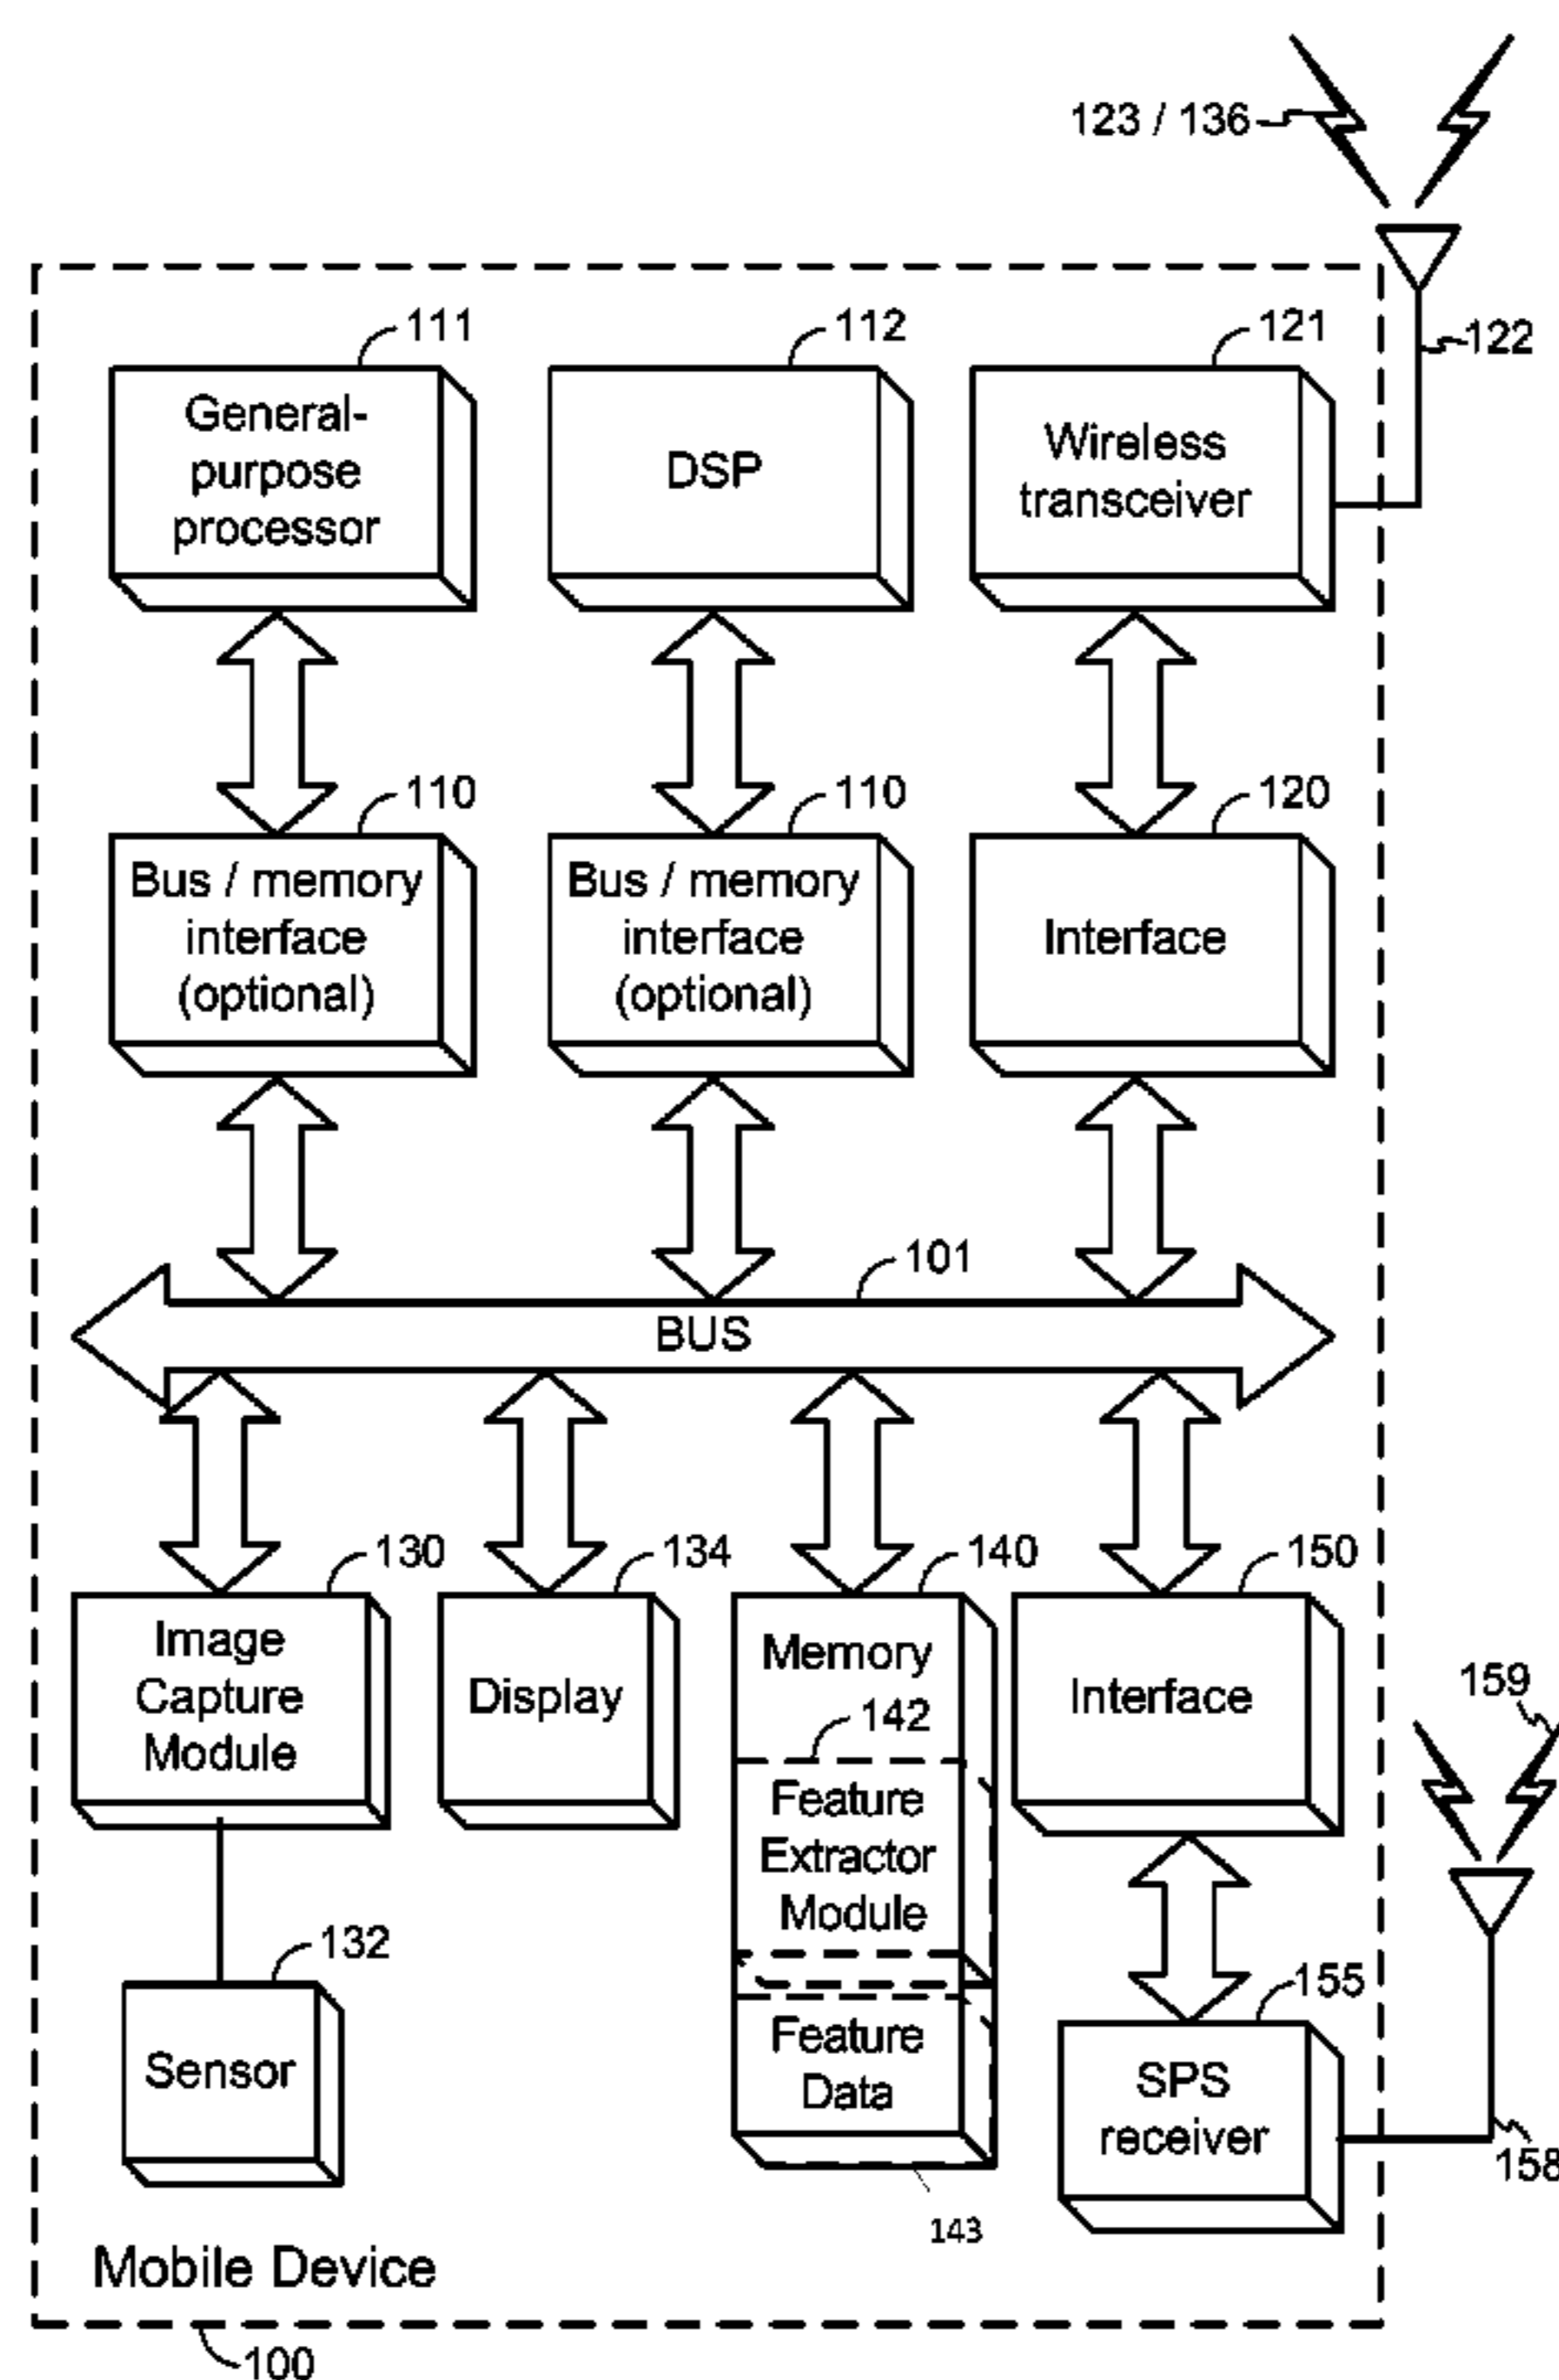 123 / 136
122
111
112
121
General-
purpose
processor
DSP
Wireless
transceiver
110
110
120
Bus / memory
interface
(optional)
Bus / memory
interface
(optional)
Interface
101
BUS
130
134
140
150
Image
Capture
Module
Display
Memory
Interface
142
159
Feature
Extractor
Module
132
155
Sensor
Feature
Data
SPS
receiver
158
143
Mobile Device
100